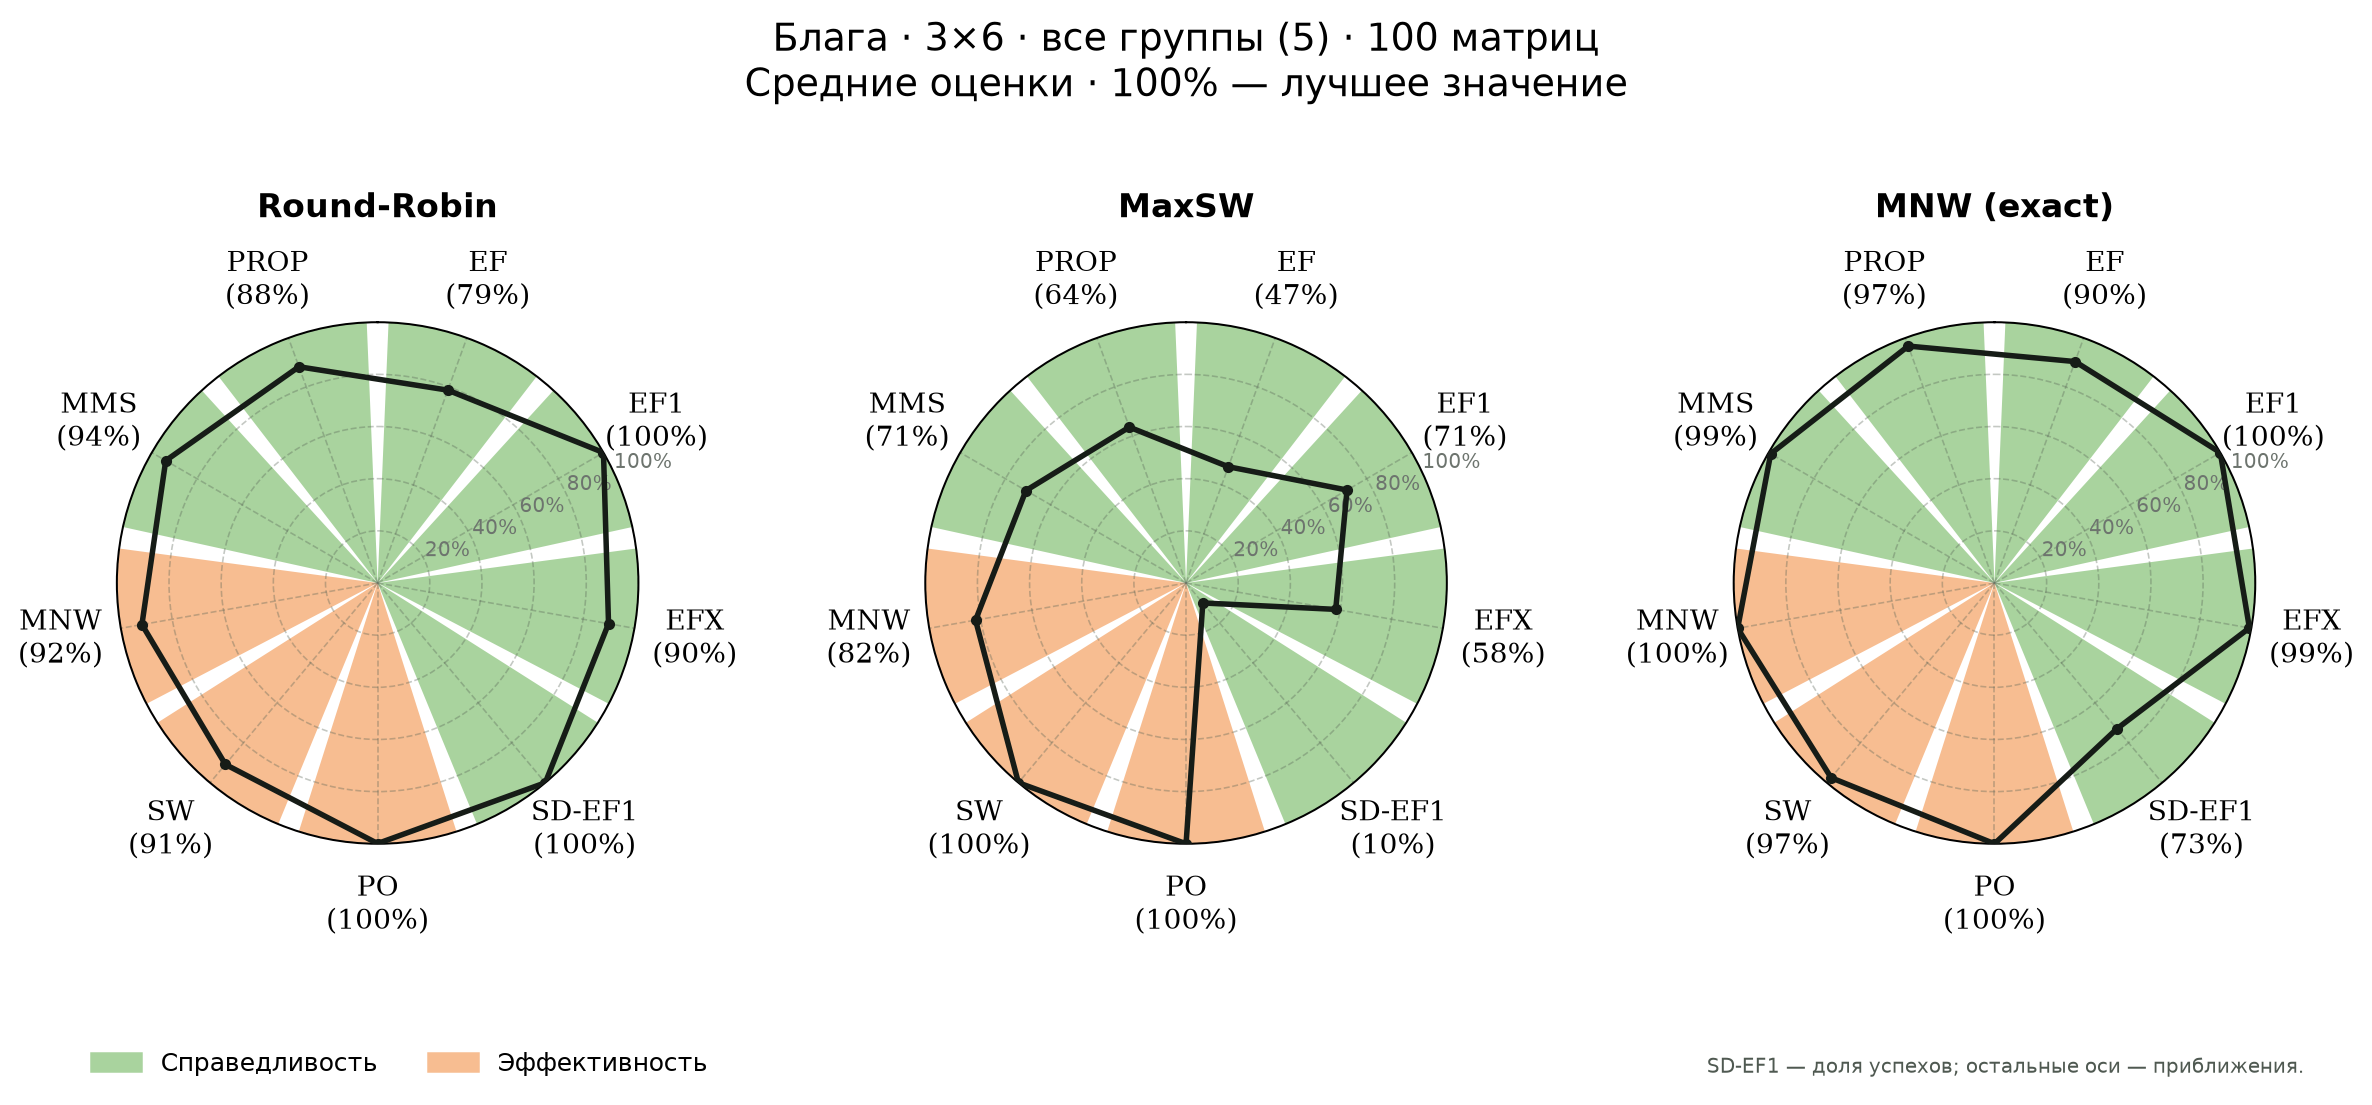 Блага · 3×6 · все группы (5) · 100 матриц
Средние оценки · 100% — лучшее значение
Round-Robin
PROP
(88%)
EF
(79%)
MMS
(94%)
EF1
(100%)
100%
80%
60%
40%
20%
MNW
(92%)
EFX
(90%)
SW
(91%)
SD-EF1
(100%)
PO
(100%)
MaxSW
PROP
(64%)
EF
(47%)
MMS
(71%)
EF1
(71%)
100%
80%
60%
40%
20%
MNW
(82%)
EFX
(58%)
SW
(100%)
SD-EF1
(10%)
PO
(100%)
MNW (exact)
PROP
(97%)
EF
(90%)
MMS
(99%)
EF1
(100%)
100%
80%
60%
40%
20%
MNW
(100%)
EFX
(99%)
SW
(97%)
SD-EF1
(73%)
PO
(100%)
Справедливость
Эффективность
SD-EF1 — доля успехов; остальные оси — приближения.